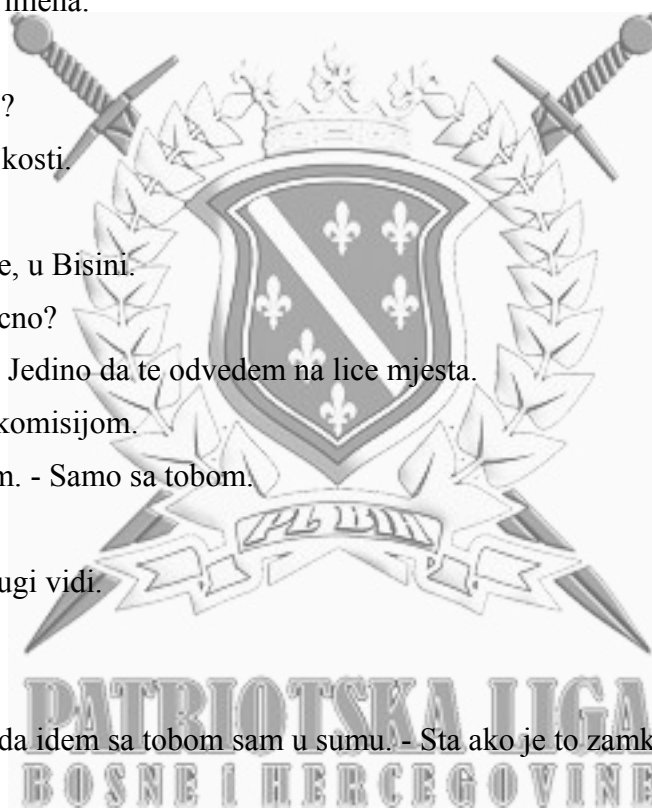 imena.
?
kosti.
e, u Bisini.
cno?
Jedino da te odvedem na lice mjesta.
komisijom.
m. - Samo sa tobom.
PL BIH
ugi vidi.
PATRIOTSKA LIGA
da idem sa tobom sam u sumu. - Sta ako je to zamk
BOSNE I HERCEGOVINE